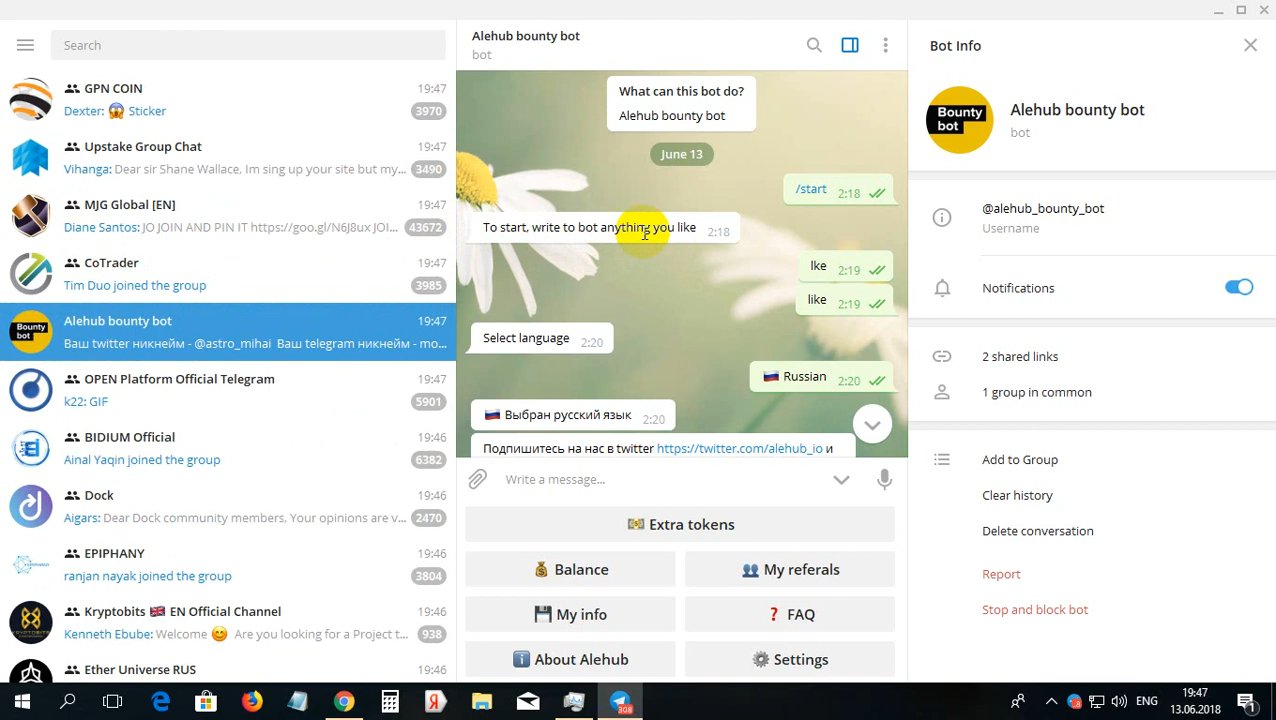 Search
GPN COIN 19:47
Dexter: 😱 Sticker 3970
Upstake Group Chat 19:47
Vihanga: Dear sir Shane Wallace, Im sing up your site but my... 3490
MJG Global [EN] 19:47
Diane Santos: JO JOIN AND PIN IT https://goo.gl/N6J8ux JOI... 43672
CoTrader 19:47
Tim Duo joined the group 3985
Bounty bot
Alehub bounty bot 19:47
Ваш twitter никнейм - @astro_mihai Ваш telegram никнейм - mo...
OPEN Platform Official Telegram 19:47
k22: GIF 5901
BIDIUM Official 19:46
Ainal Yaqin joined the group 6382
Dock 19:46
Aigars: Dear Dock community members, Your opinions are v... 2470
EPIPHANY 19:46
ranjan nayak joined the group 3804
Kryptobits 🇬🇧 EN Official Channel 19:46
Kenneth Ebube: Welcome 😊 Are you looking for a Project t... 938
Ether Universe RUS 19:46
Alehub bounty bot
bot
What can this bot do?
Alehub bounty bot
June 13
/start 2:18
To start, write to bot anything you like 2:18
lke 2:19
like 2:19
Select language 2:20
🇷🇺 Russian 2:20
🇷🇺 Выбран русский язык 2:20
Подпишитесь на нас в twitter https://twitter.com/alehub_io и
Write a message...
💴 Extra tokens
💰 Balance 👥 My referals
💾 My info ❓ FAQ
ℹ️ About Alehub ⚙️ Settings
Bot Info
Bounty
bot
Alehub bounty bot
bot
@alehub_bounty_bot
Username
Notifications
2 shared links
1 group in common
Add to Group
Clear history
Delete conversation
Report
Stop and block bot
308
ENG
19:47
13.06.2018
1